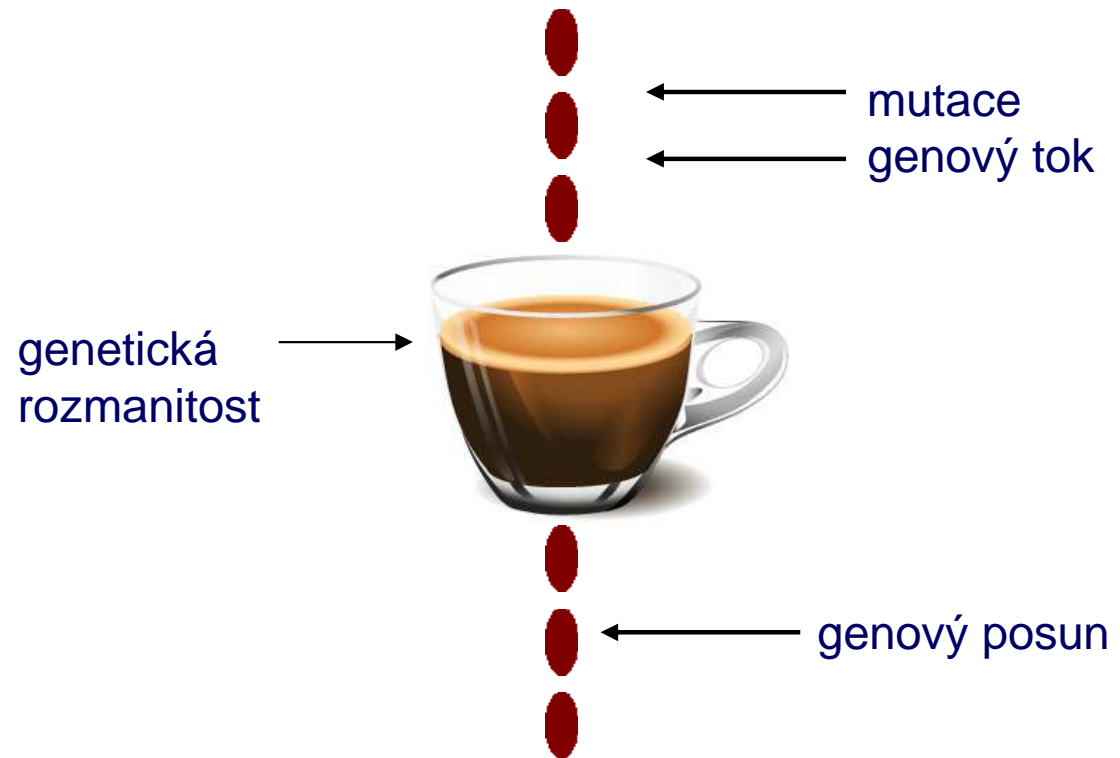 mutace
genový tok
genetická
rozmanitost
genový posun